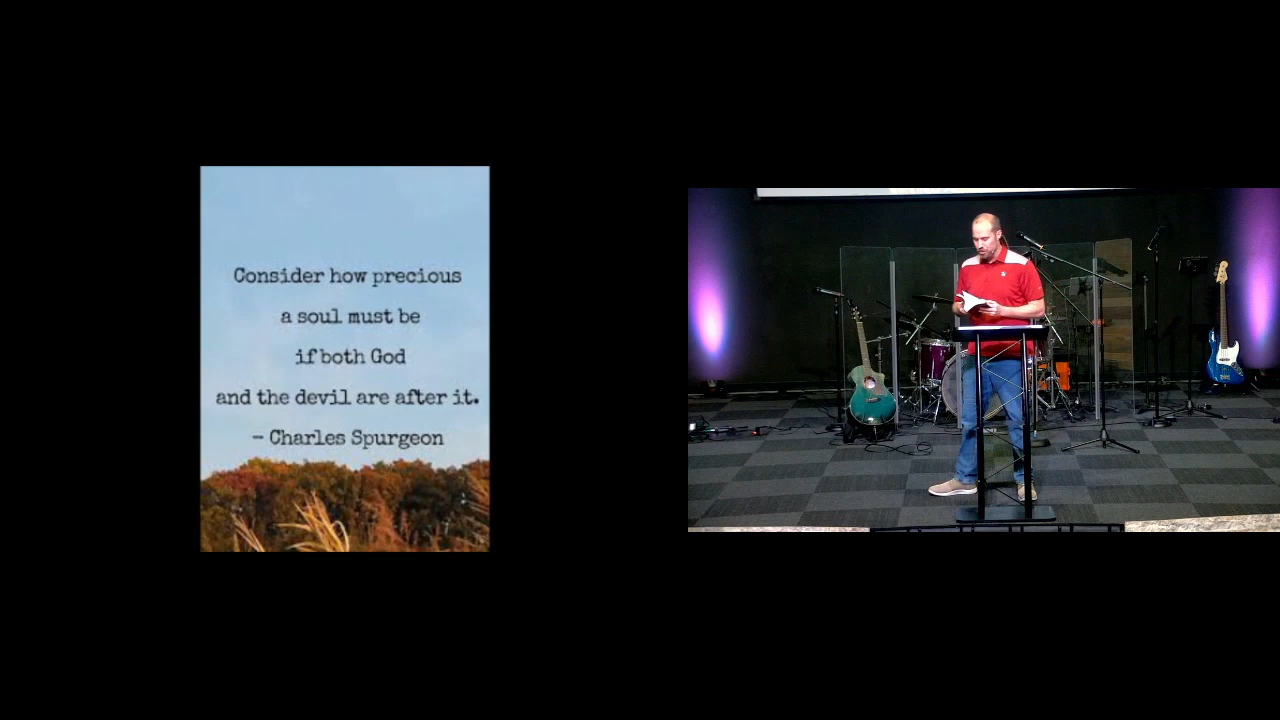 Consider how precious
a soul must be
if both God
and the devil are after it.
- Charles Spurgeon